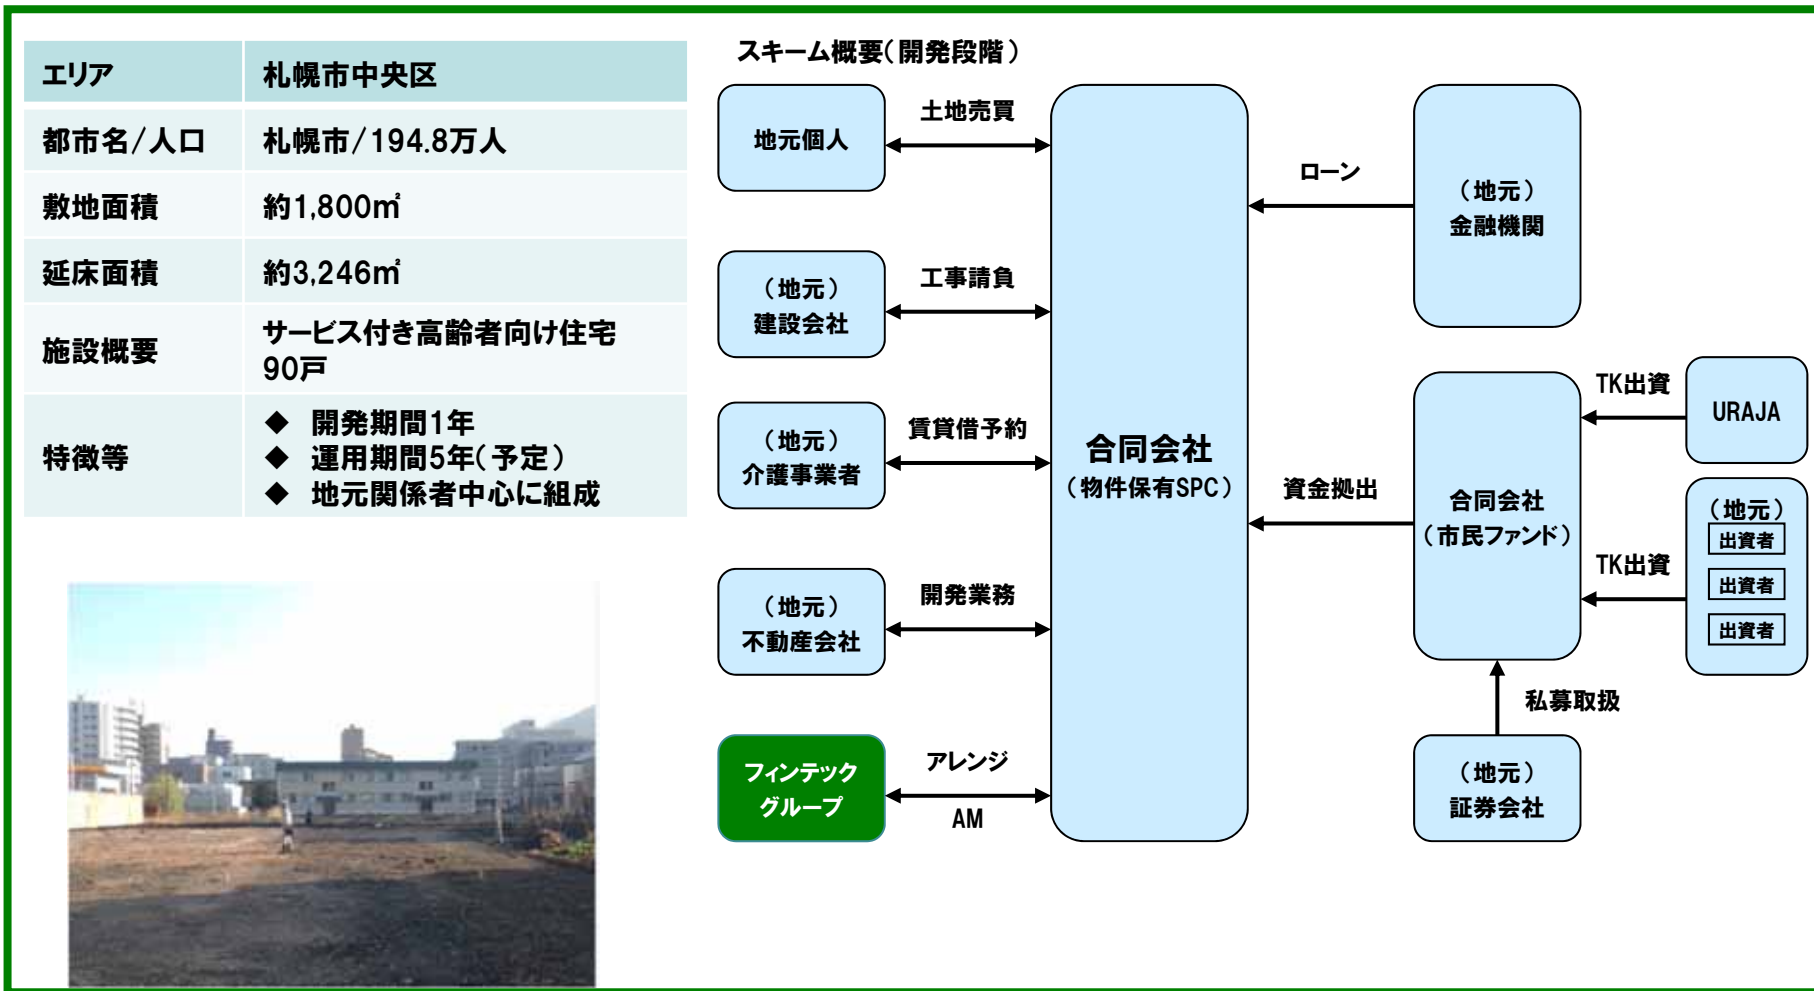 エリア 札幌市中央区
都市名/人口 札幌市/194.8万人
敷地面積 約1,800㎡
延床面積 約3,246㎡
施設概要 サービス付き高齢者向け住宅
90戸
特徴等
◆ 開発期間1年
◆ 運用期間5年(予定)
◆ 地元関係者中心に組成
スキーム概要(開発段階)
地元個人
土地売買
(地元)
建設会社
工事請負
(地元)
介護事業者
賃貸借予約
(地元)
不動産会社
開発業務
フィンテック
グループ
アレンジ
AM
合同会社
(物件保有SPC)
ローン
(地元)
金融機関
資金拠出
合同会社
(市民ファンド)
TK出資
URAJA
TK出資
(地元)
出資者
出資者
出資者
私募取扱
(地元)
証券会社